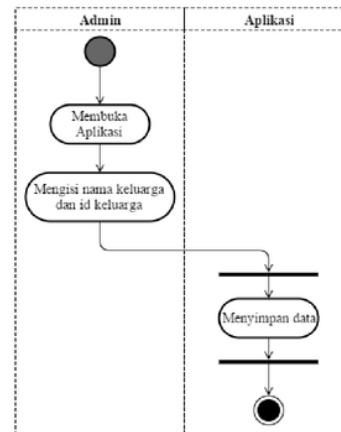 Admin
Aplikasi
Membuka
Aplikasi
Mengisi nama keluarga
dan id keluarga
Menyimpan data